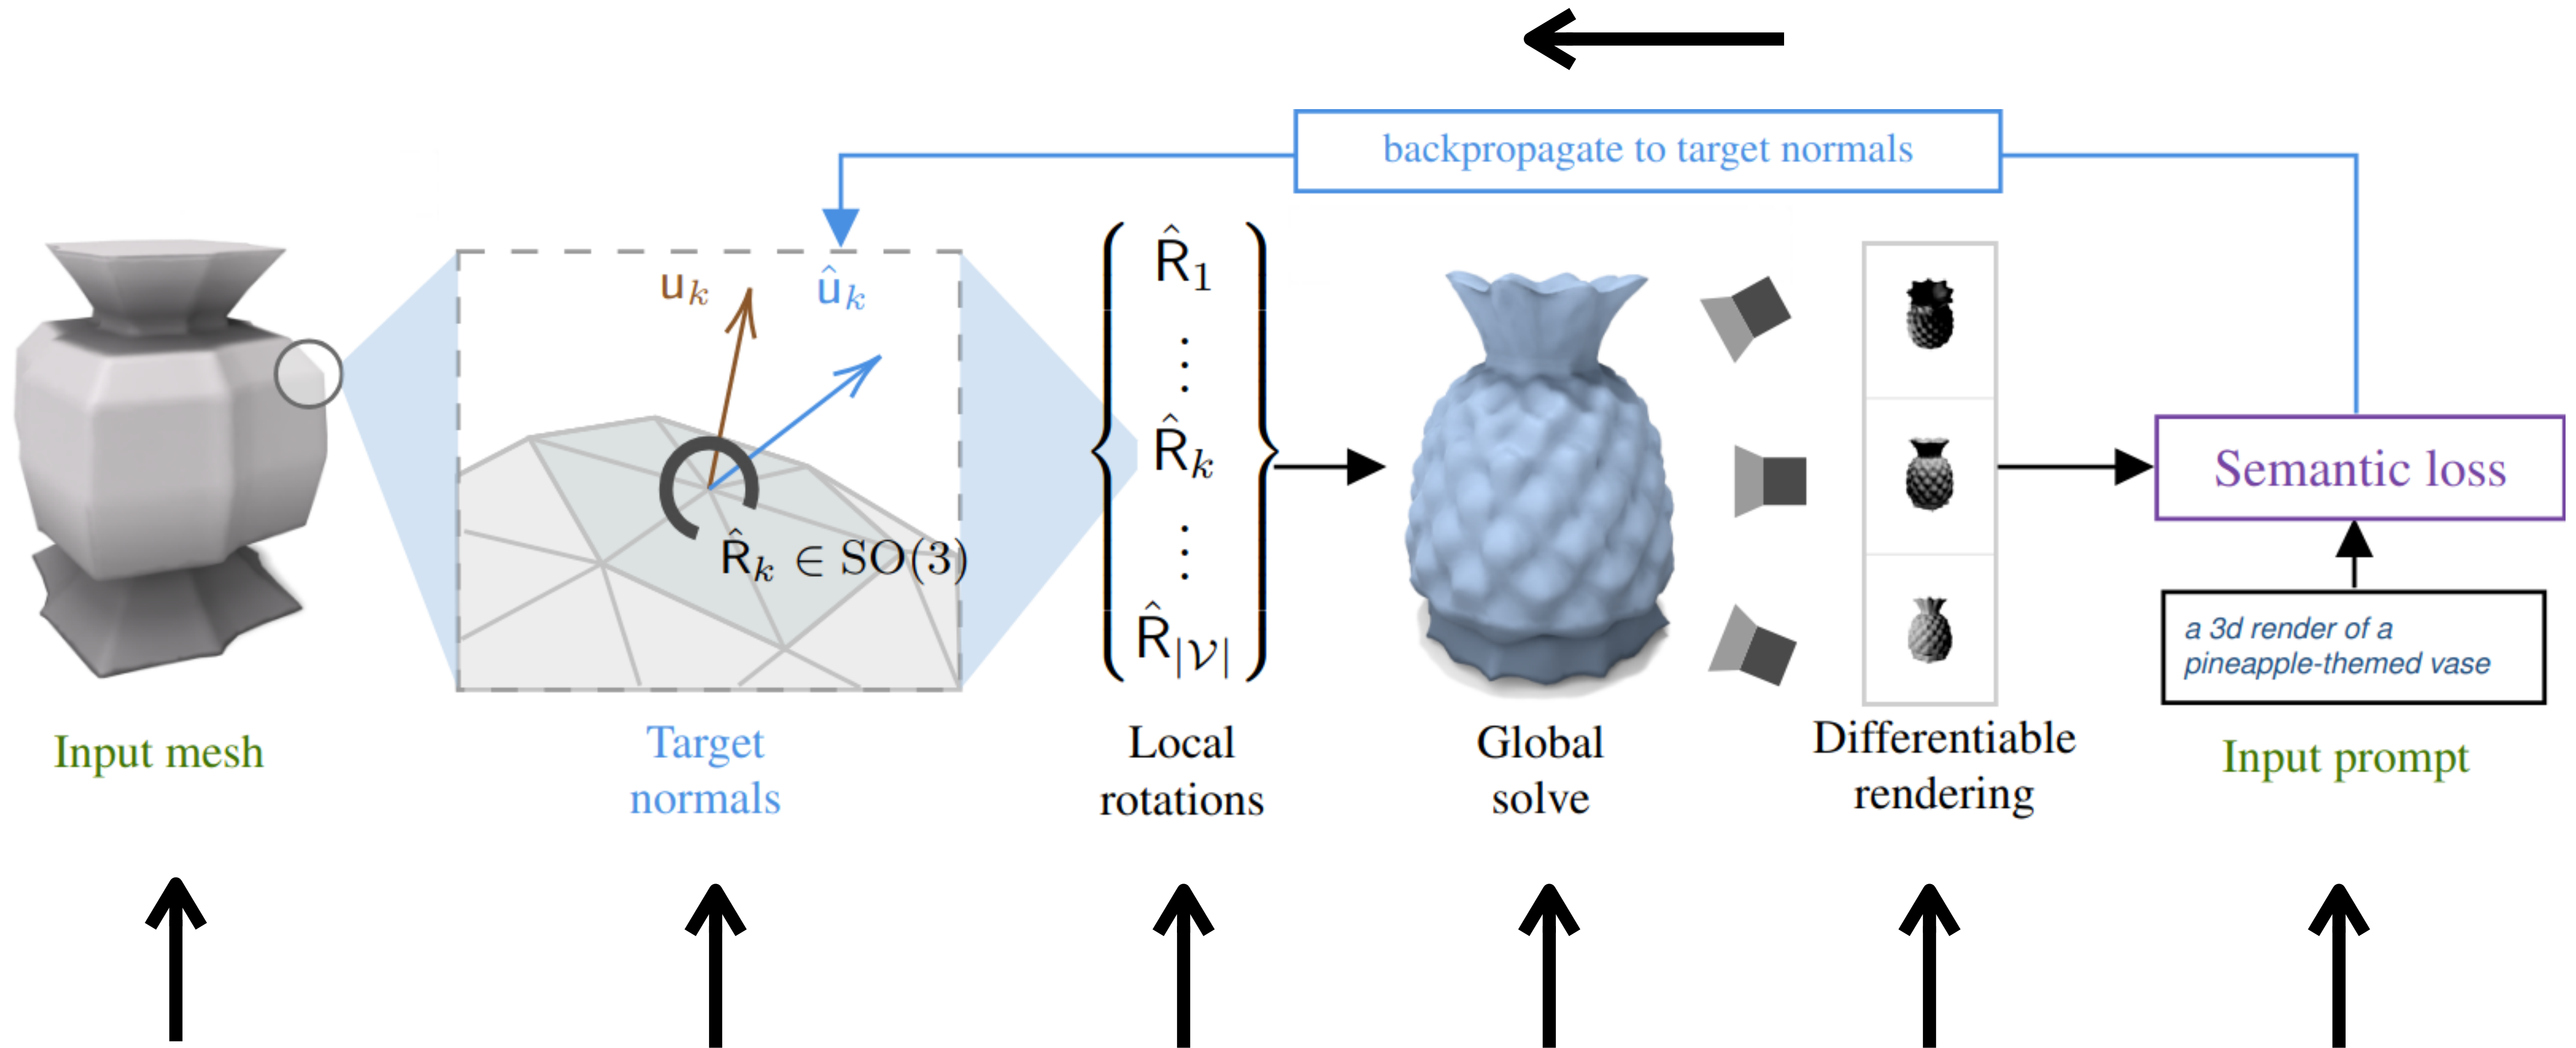 backpropagate to target normals
u_k
û_k
R̂_k ∈ SO(3)
R̂_1
⋮
R̂_k
⋮
R̂_|𝒱|
Semantic loss
a 3d render of a
pineapple-themed vase
Input mesh
Target
normals
Local
rotations
Global
solve
Differentiable
rendering
Input prompt